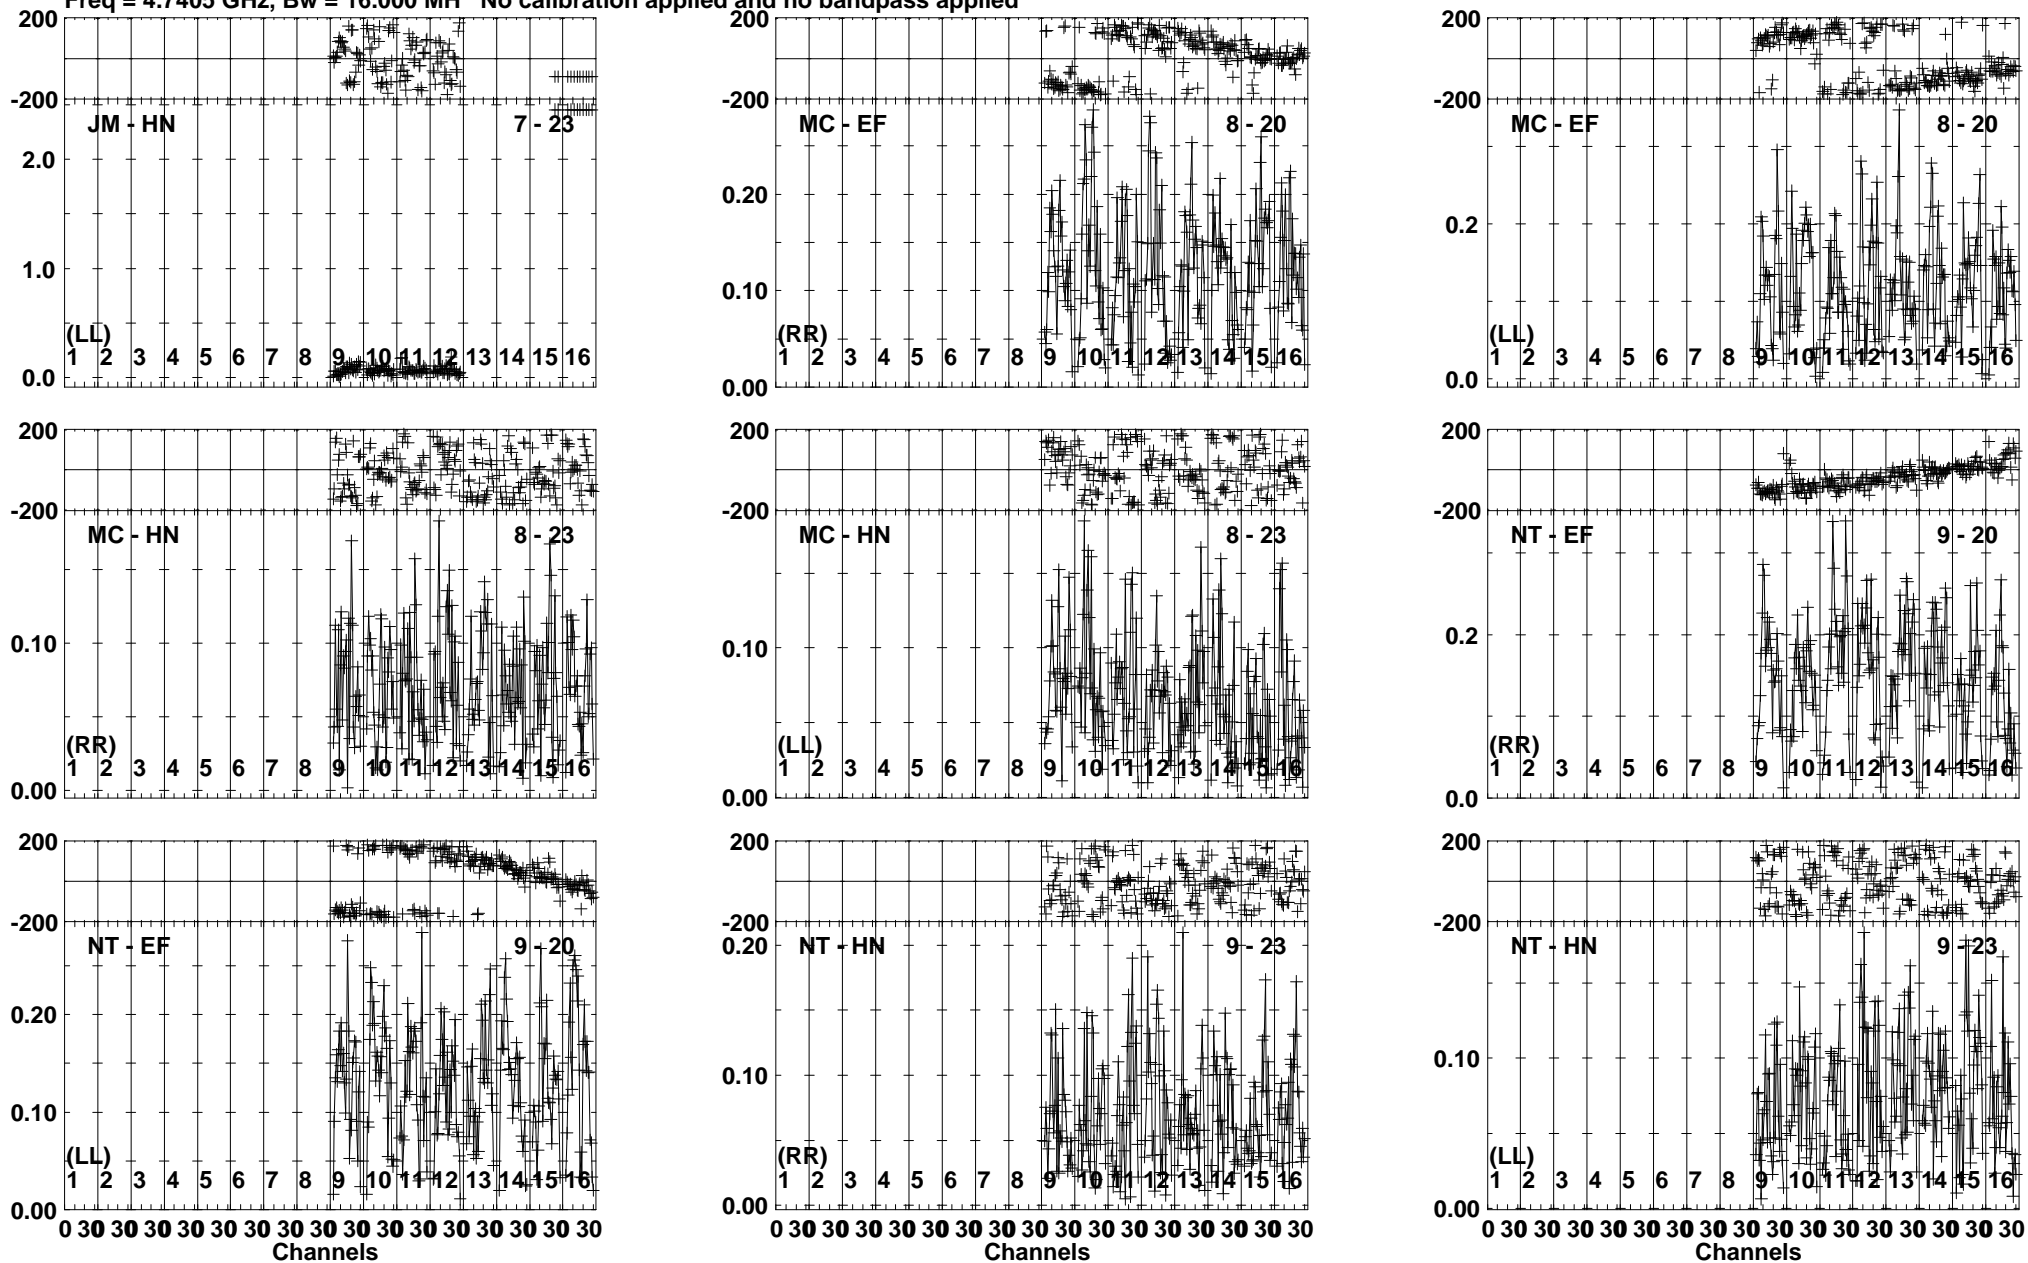 Freq = 4.7405 GHz, Bw = 16.000 MH No calibration applied and no bandpass applied
200 200 200
-200 -200 -200
JM - HN 7 - 23 MC - EF 8 - 20 MC - EF 8 - 20
2.0 0.20 0.2
1.0 0.10
(LL) (RR) (LL)
1 2 3 4 5 6 7 8 9 10 11 12 13 14 15 16 1 2 3 4 5 6 7 8 9 10 11 12 13 14 15 16 1 2 3 4 5 6 7 8 9 10 11 12 13 14 15 16
0.0 0.00 0.0
200 200 200
-200 -200 -200
MC - HN 8 - 23 MC - HN 8 - 23 NT - EF 9 - 20
0.10 0.10 0.2
(RR) (LL) (RR)
1 2 3 4 5 6 7 8 9 10 11 12 13 14 15 16 1 2 3 4 5 6 7 8 9 10 11 12 13 14 15 16 1 2 3 4 5 6 7 8 9 10 11 12 13 14 15 16
0.00 0.00 0.0
200 200 200
-200 -200 -200
NT - EF 9 - 20 NT - HN 9 - 23 NT - HN 9 - 23
0.20 0.20
0.10 0.10 0.10
(LL) (RR) (LL)
1 2 3 4 5 6 7 8 9 10 11 12 13 14 15 16 1 2 3 4 5 6 7 8 9 10 11 12 13 14 15 16 1 2 3 4 5 6 7 8 9 10 11 12 13 14 15 16
0.00 0.00 0.00
0 30 30 30 30 30 30 30 30 30 30 30 30 30 30 30 30 0 30 30 30 30 30 30 30 30 30 30 30 30 30 30 30 30 0 30 30 30 30 30 30 30 30 30 30 30 30 30 30 30 30
Channels Channels Channels